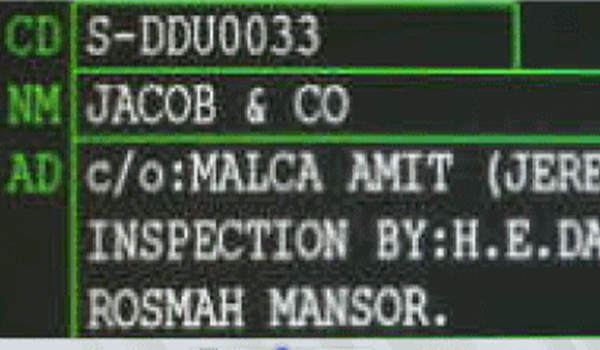 CD S-DDU0033
NM JACOB & CO
AD c/o:MALCA AMIT (JERE
INSPECTION BY:H.E.DA
ROSMAH MANSOR.